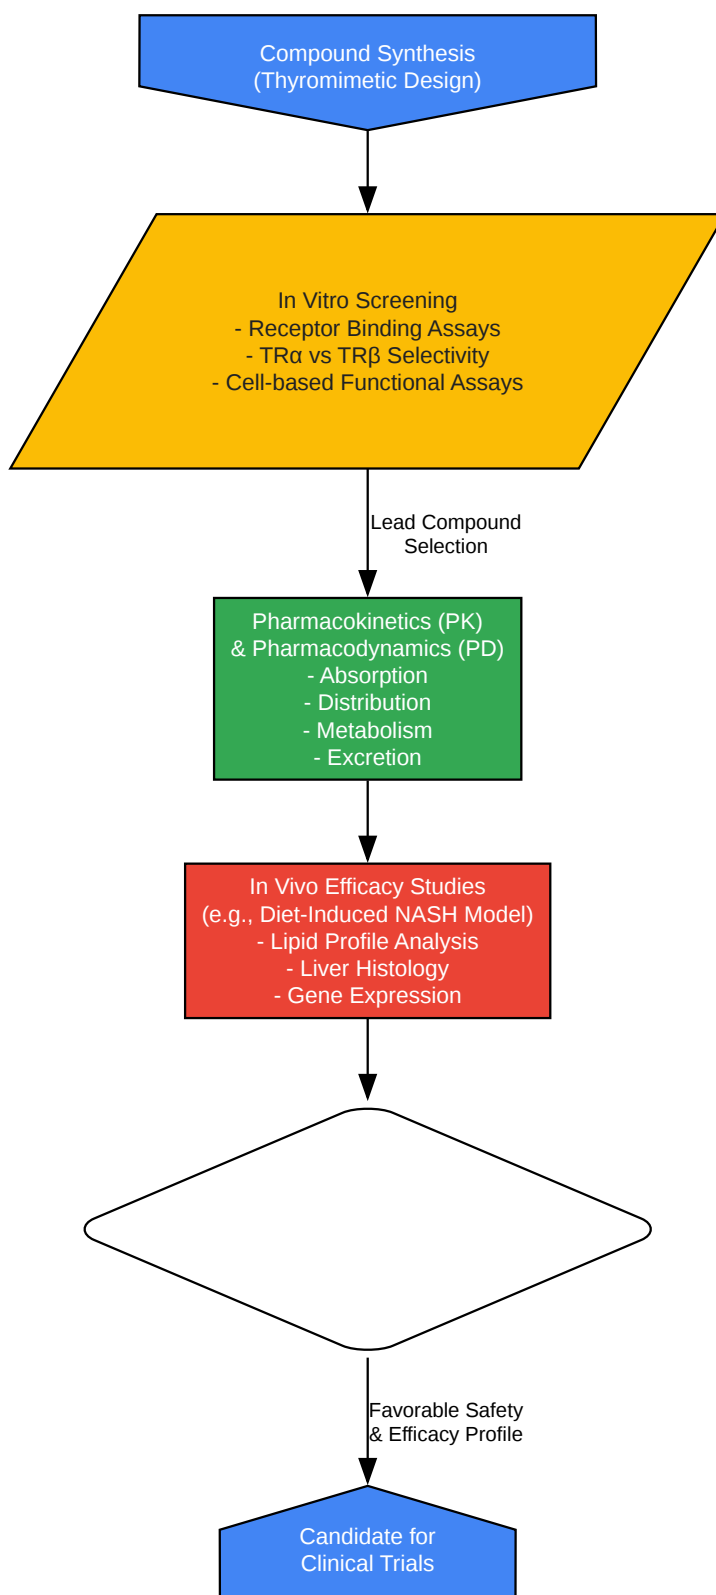 Compound Synthesis
(Thyromimetic Design)
In Vitro Screening
- Receptor Binding Assays
- TRα vs TRβ Selectivity
- Cell-based Functional Assays
Lead Compound
Selection
Pharmacokinetics (PK)
& Pharmacodynamics (PD)
- Absorption
- Distribution
- Metabolism
- Excretion
In Vivo Efficacy Studies
(e.g., Diet-Induced NASH Model)
- Lipid Profile Analysis
- Liver Histology
- Gene Expression
Favorable Safety
& Efficacy Profile
Candidate for
Clinical Trials